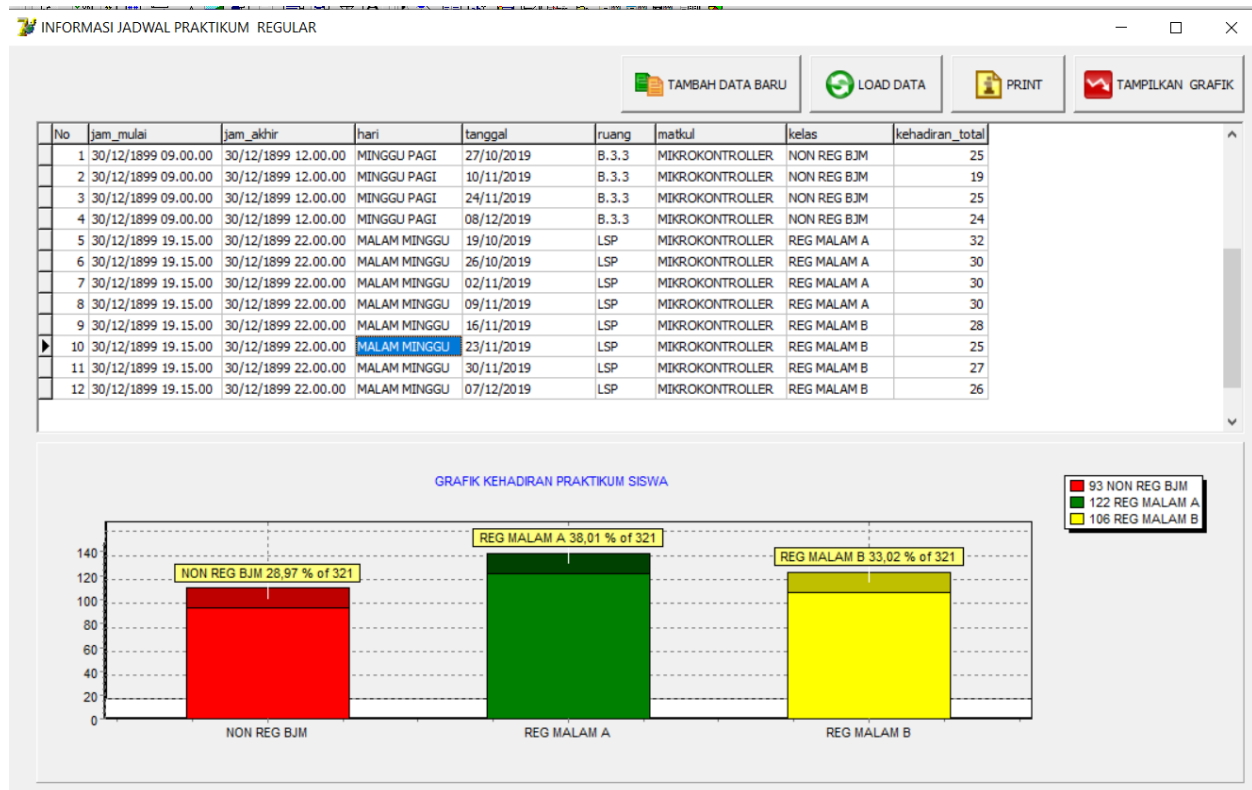 INFORMASI JADWAL PRAKTIKUM  REGULAR
TAMBAH DATA BARU
LOAD DATA
PRINT
TAMPILKAN  GRAFIK
No jam_mulai jam_akhir hari tanggal ruang matkul kelas kehadiran_total
1 30/12/1899 09.00.00 30/12/1899 12.00.00 MINGGU PAGI 27/10/2019 B.3.3 MIKROKONTROLLER NON REG BJM 25
2 30/12/1899 09.00.00 30/12/1899 12.00.00 MINGGU PAGI 10/11/2019 B.3.3 MIKROKONTROLLER NON REG BJM 19
3 30/12/1899 09.00.00 30/12/1899 12.00.00 MINGGU PAGI 24/11/2019 B.3.3 MIKROKONTROLLER NON REG BJM 25
4 30/12/1899 09.00.00 30/12/1899 12.00.00 MINGGU PAGI 08/12/2019 B.3.3 MIKROKONTROLLER NON REG BJM 24
5 30/12/1899 19.15.00 30/12/1899 22.00.00 MALAM MINGGU 19/10/2019 LSP MIKROKONTROLLER REG MALAM A 32
6 30/12/1899 19.15.00 30/12/1899 22.00.00 MALAM MINGGU 26/10/2019 LSP MIKROKONTROLLER REG MALAM A 30
7 30/12/1899 19.15.00 30/12/1899 22.00.00 MALAM MINGGU 02/11/2019 LSP MIKROKONTROLLER REG MALAM A 30
8 30/12/1899 19.15.00 30/12/1899 22.00.00 MALAM MINGGU 09/11/2019 LSP MIKROKONTROLLER REG MALAM A 30
9 30/12/1899 19.15.00 30/12/1899 22.00.00 MALAM MINGGU 16/11/2019 LSP MIKROKONTROLLER REG MALAM B 28
10 30/12/1899 19.15.00 30/12/1899 22.00.00 MALAM MINGGU 23/11/2019 LSP MIKROKONTROLLER REG MALAM B 25
11 30/12/1899 19.15.00 30/12/1899 22.00.00 MALAM MINGGU 30/11/2019 LSP MIKROKONTROLLER REG MALAM B 27
12 30/12/1899 19.15.00 30/12/1899 22.00.00 MALAM MINGGU 07/12/2019 LSP MIKROKONTROLLER REG MALAM B 26
GRAFIK KEHADIRAN PRAKTIKUM SISWA
93 NON REG BJM
122 REG MALAM A
106 REG MALAM B
REG MALAM A 38,01 % of 321
REG MALAM B 33,02 % of 321
NON REG BJM 28,97 % of 321
140
120
100
80
60
40
20
0
NON REG BJM REG MALAM A REG MALAM B